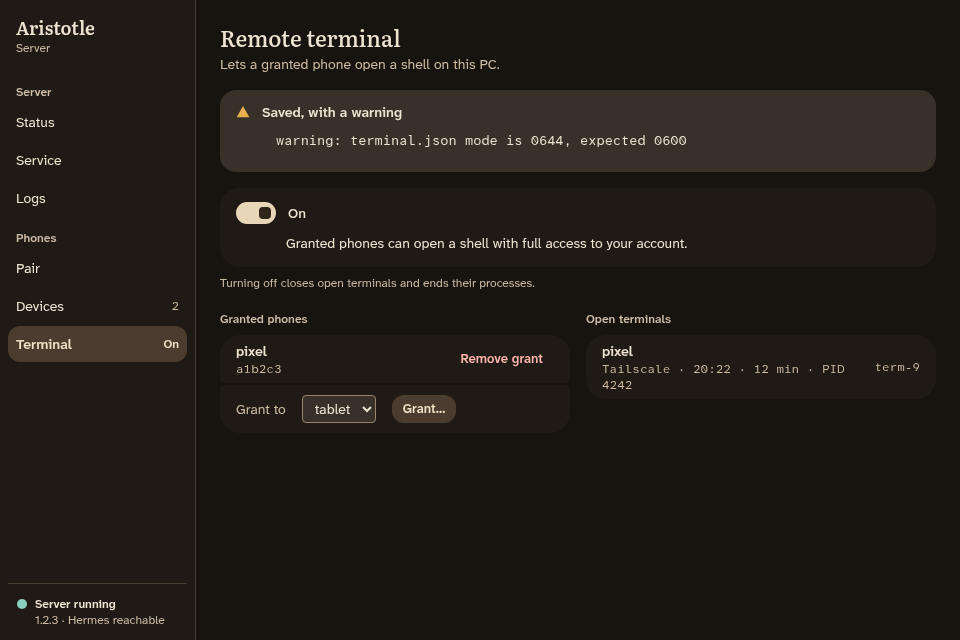 Aristotle
Server
Server
Status
Service
Logs
Phones
Pair
Devices 2
Terminal On
Server running
1.2.3 · Hermes reachable
Remote terminal
Lets a granted phone open a shell on this PC.
Saved, with a warning
warning: terminal.json mode is 0644, expected 0600
On
Granted phones can open a shell with full access to your account.
Turning off closes open terminals and ends their processes.
Granted phones
pixel
a1b2c3
Remove grant
Grant to tablet Grant...
Open terminals
pixel
Tailscale · 20:22 · 12 min · PID
4242
term-9